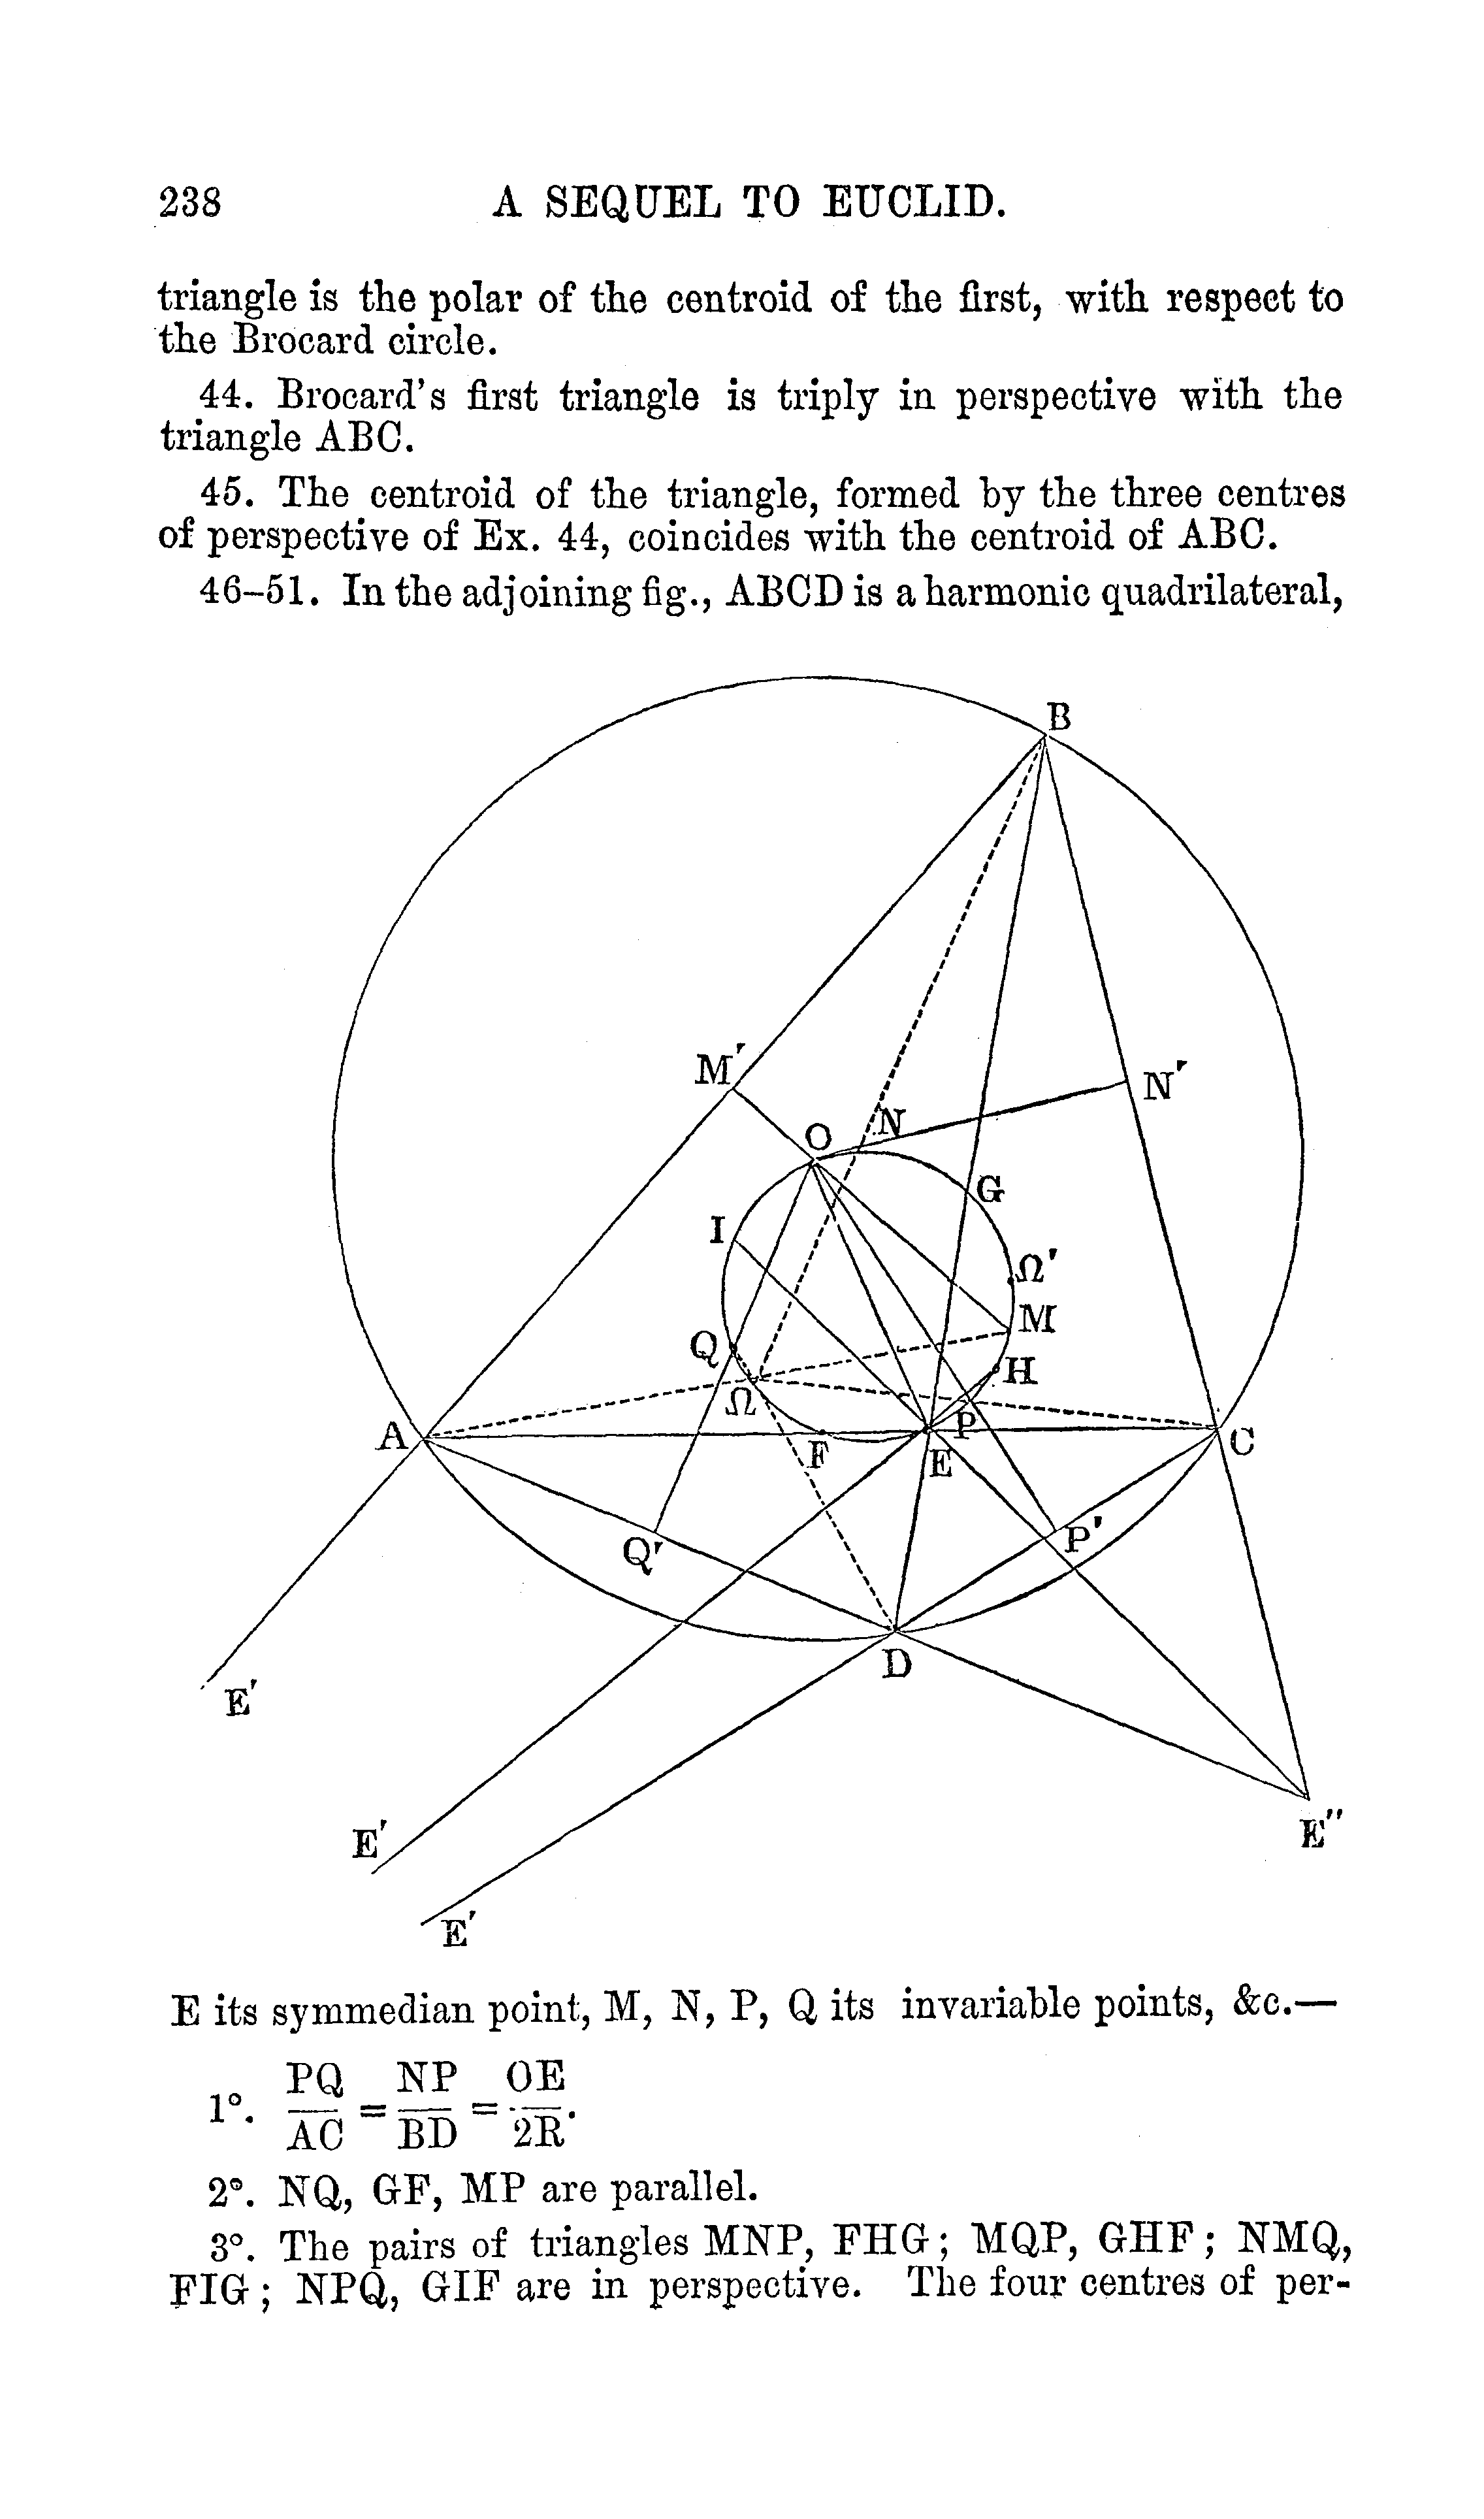 238 A SEQUEL TO EUCLID.
triangle is the polar of the centroid of the first, with respect to
the Brocard circle.
44. Brocard's first triangle is triply in perspective with the
triangle ABC.
45. The centroid of the triangle, formed by the three centres
of perspective of Ex. 44, coincides with the centroid of ABC.
46–51. In the adjoining fig., ABCD is a harmonic quadrilateral,
B
M′
N′
O
N
G
I
Ω′
M
Q
H
Ω
A
F
P
E
C
Q′
P′
D
E′
E′
E″
E′
E its symmedian point, M, N, P, Q its invariable points, &c.—
1°. PQ/AC = NP/BD = OE/2R.
2°. NQ, GF, MP are parallel.
3°. The pairs of triangles MNP, FHG; MQP, GHF; NMQ,
FIG; NPQ, GIF are in perspective. The four centres of per-